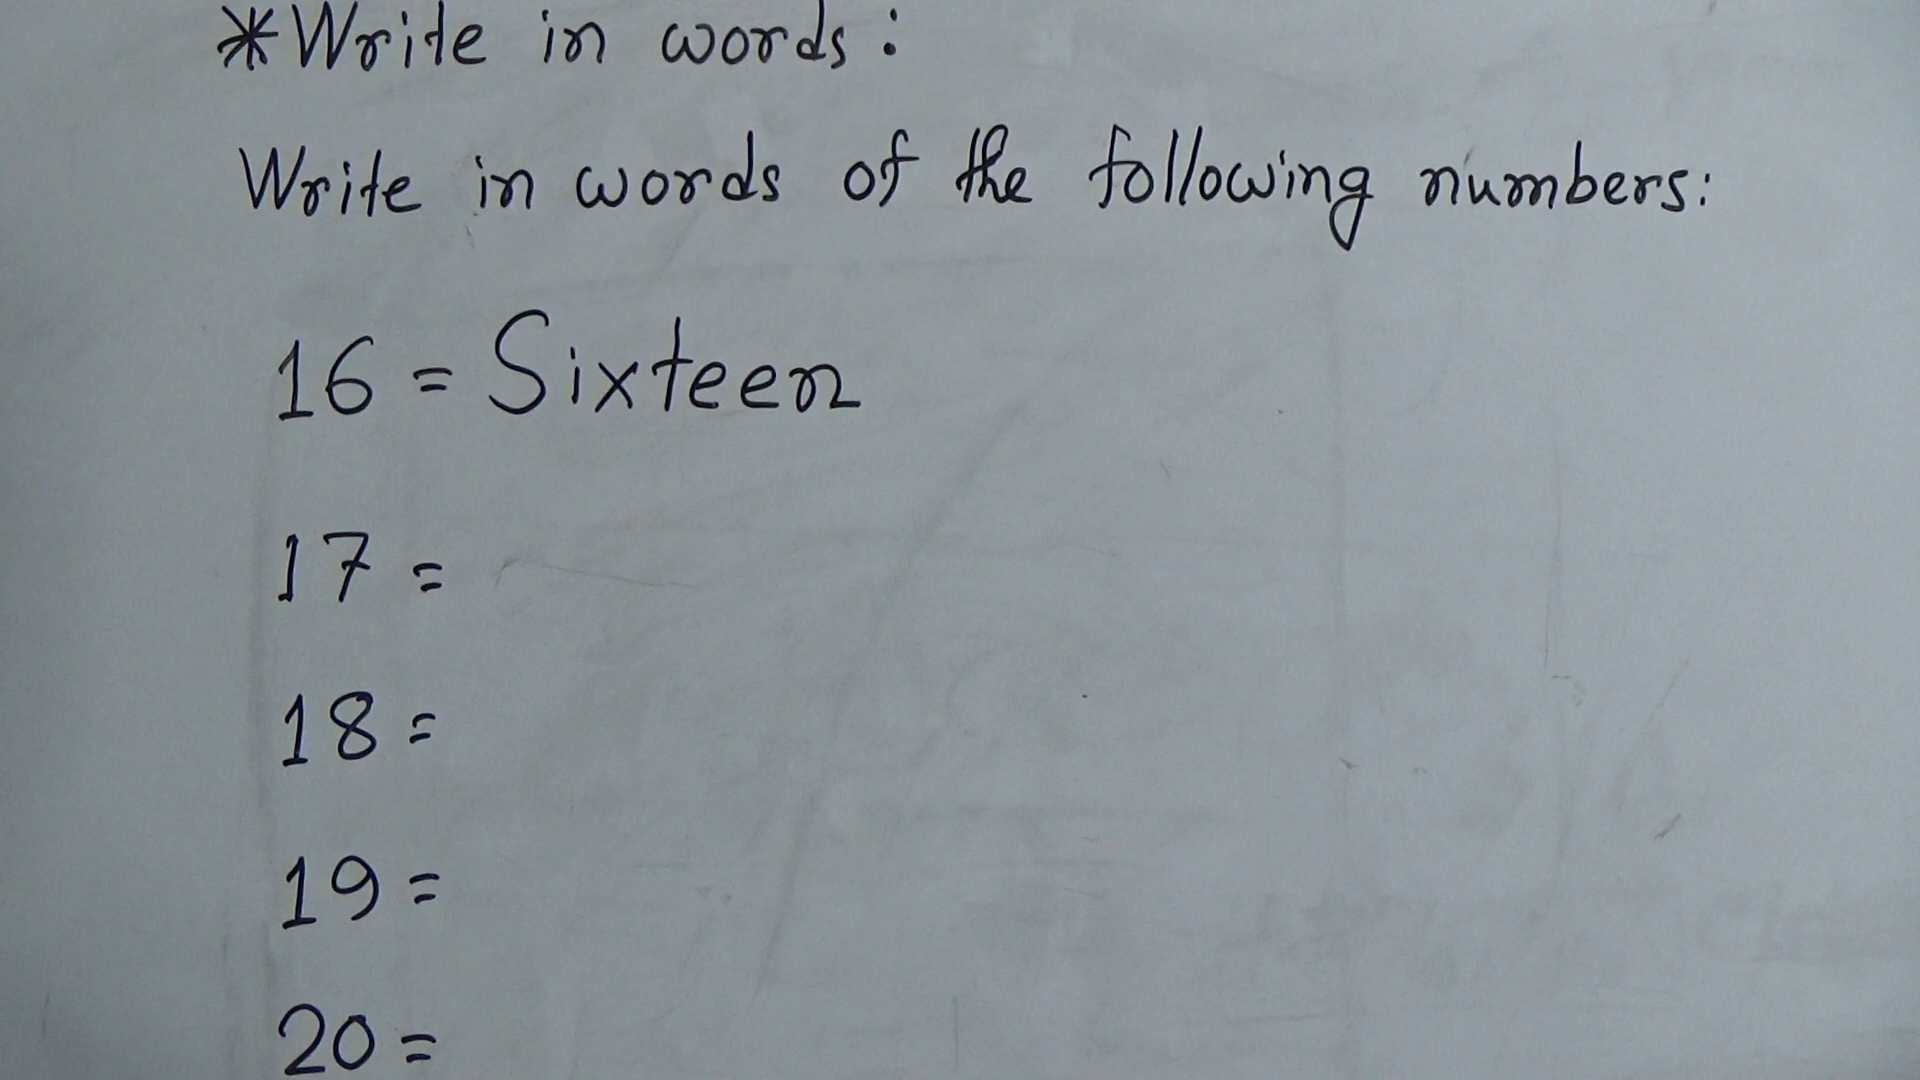 *Write in words:
Write in words of the following numbers:
16 = Sixteen
17 =
18 =
19 =
20 =